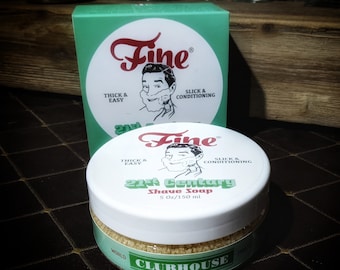 Fine®
THICK & EASY
SLICK & CONDITIONING
21st Century
Fine®
THICK & EASY
SLICK & CONDITIONING
21st Century
Shave Soap
5 Oz/150 ml
CLUBHOUSE